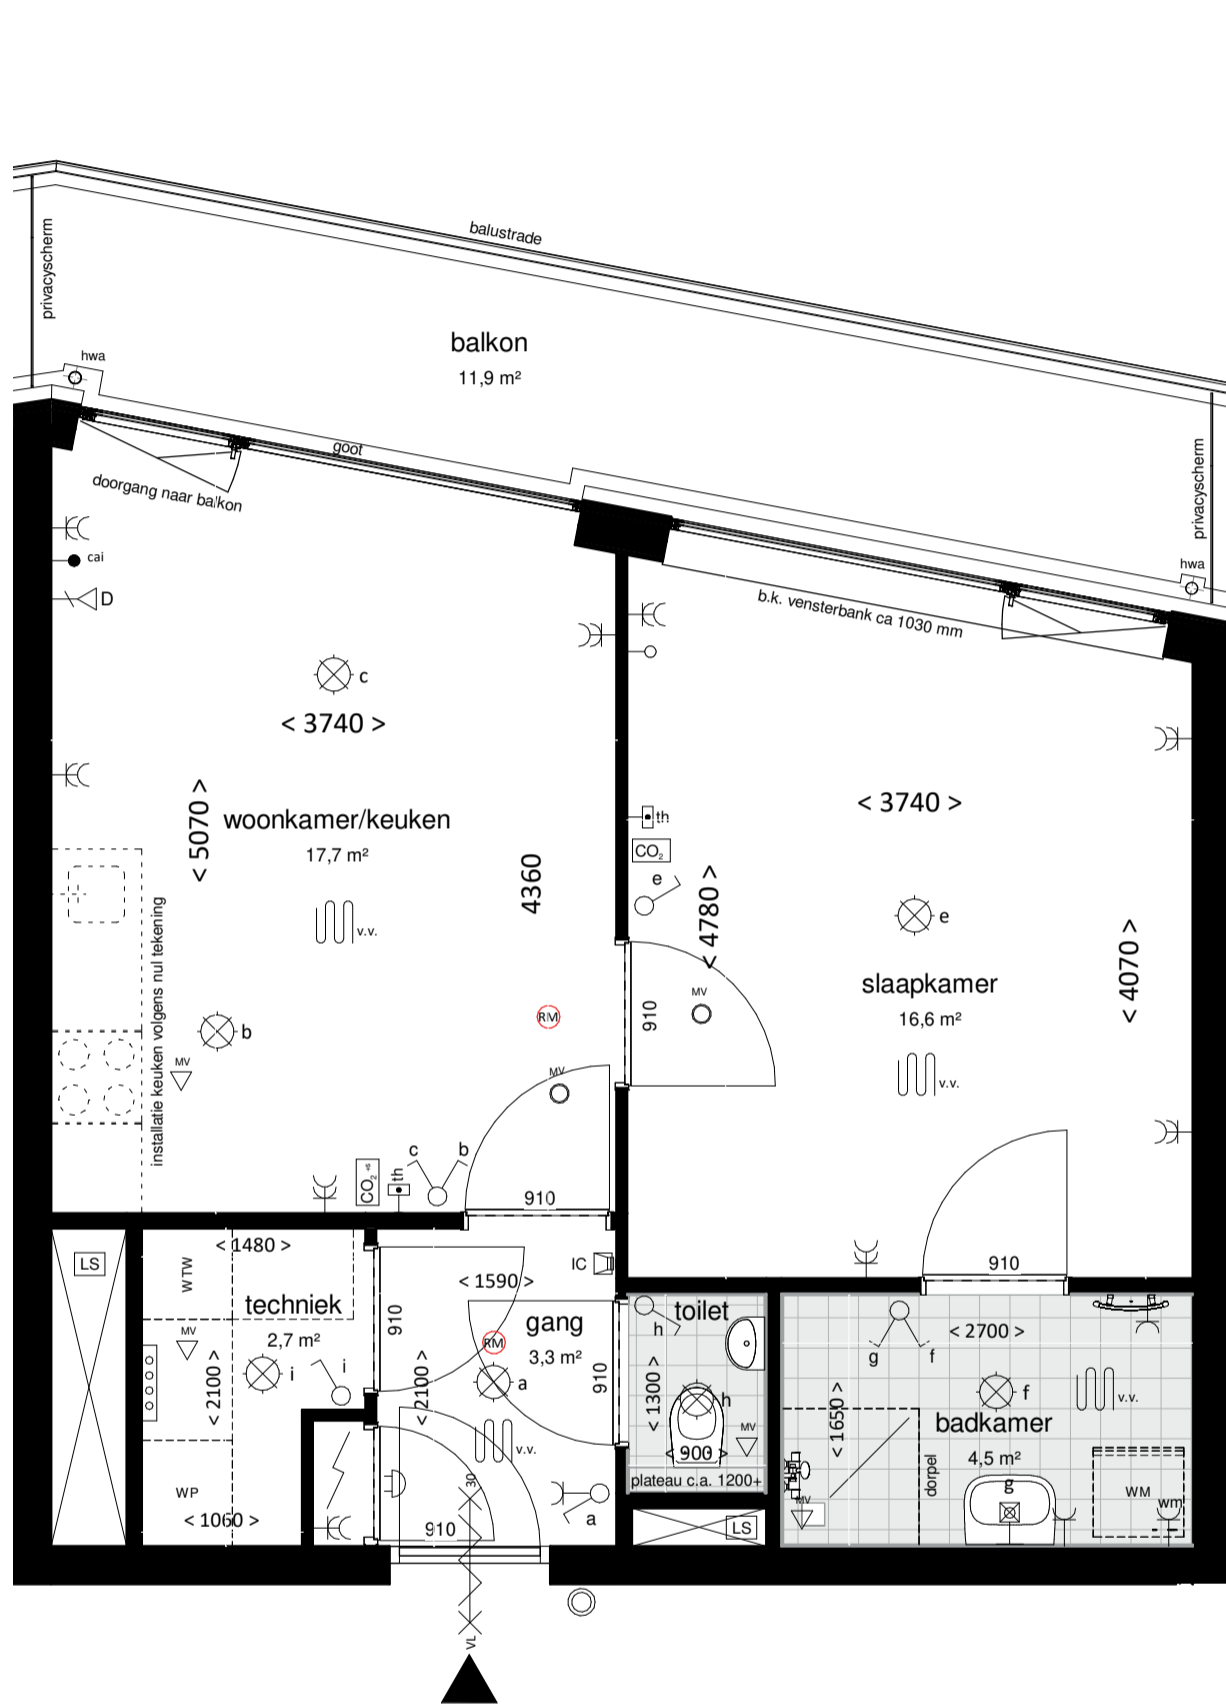 balustrade
privacyscherm
balkon
11,9 m²
hwa
goot
doorgang naar balkon
privacyscherm
hwa
b.k. vensterbank ca 1030 mm
cai
D
c
< 3740 >
< 3740 >
th
CO₂
e
< 5070 >
woonkamer/keuken
17,7 m²
4360
< 4780 >
e
< 4070 >
v.v.
slaapkamer
16,6 m²
installatie keuken volgens nul tekening
b
MV
RM
MV
910
MV
v.v.
c
b
CO₂ +S
th
910
910
LS
WTW
< 1480 >
IC
< 1590 >
techniek
2,7 m²
910
gang
3,3 m²
RM
toilet
h
< 2700 >
MV
i
i
< 2100 >
< 2100 >
a
910
< 1300 >
h
g
f
f
v.v.
< 1650 >
badkamer
4,5 m²
v.v.
MV
< 900 >
plateau c.a. 1200+
dorpel
g
WM
wm
MV
WP
< 1060 >
30
a
910
LS
VL